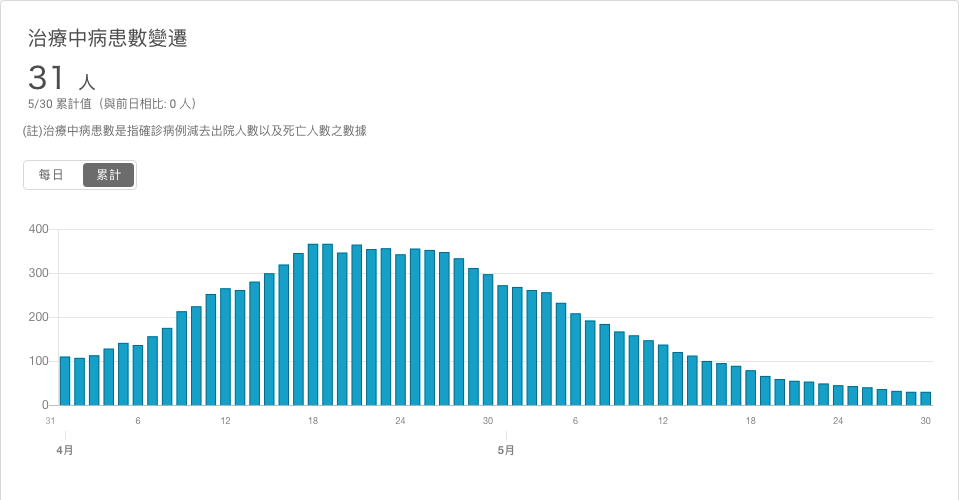 治療中病患數變遷
31 人
5/30 累計值（與前日相比: 0 人）
(註)治療中病患數是指確診病例減去出院人數以及死亡人數之數據
每日 累計
400
300
200
100
0
31 6 12 18 24 30 6 12 18 24 30
4月 5月